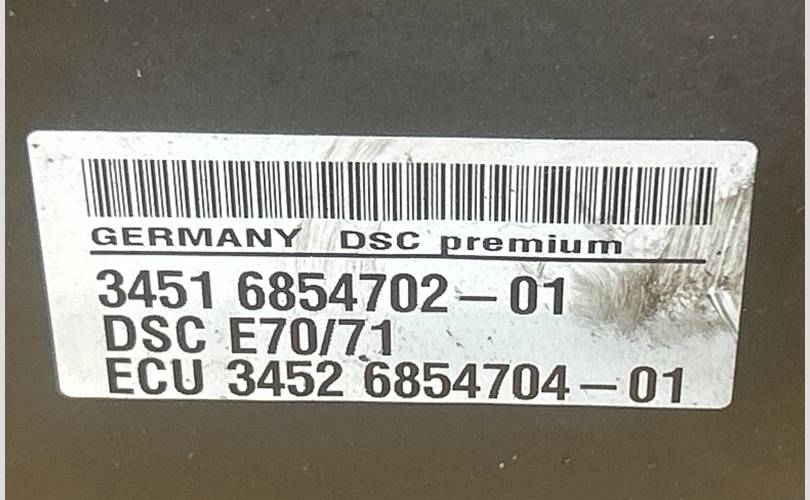 GERMANY DSC premium
3451 6854702-01
DSC E70/71
ECU 3452 6854704-01